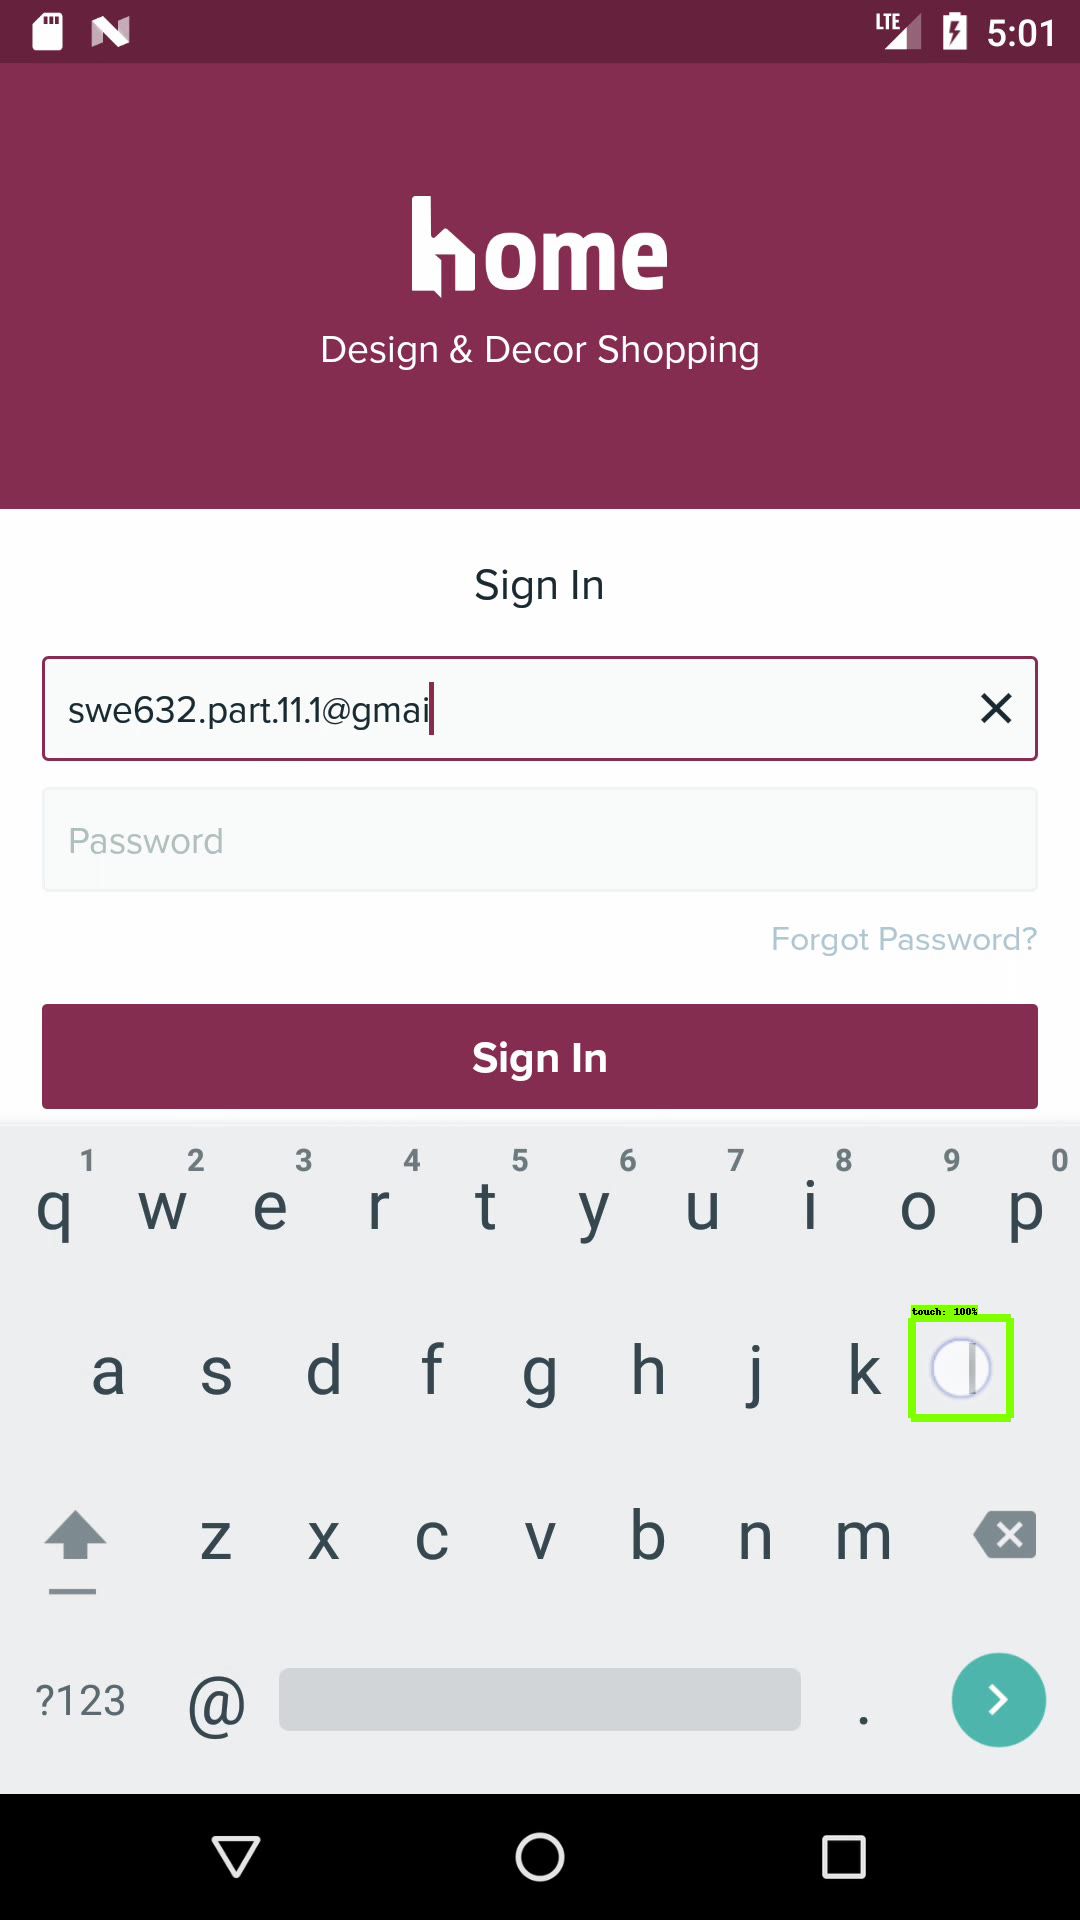 LTE 5:01
home
Design & Decor Shopping
Sign In
swe632.part.11.1@gmai
Password
Forgot Password?
Sign In
1 2 3 4 5 6 7 8 9 0
q w e r t y u i o p
touch: 100%
a s d f g h j k
z x c v b n m
?123 @ .